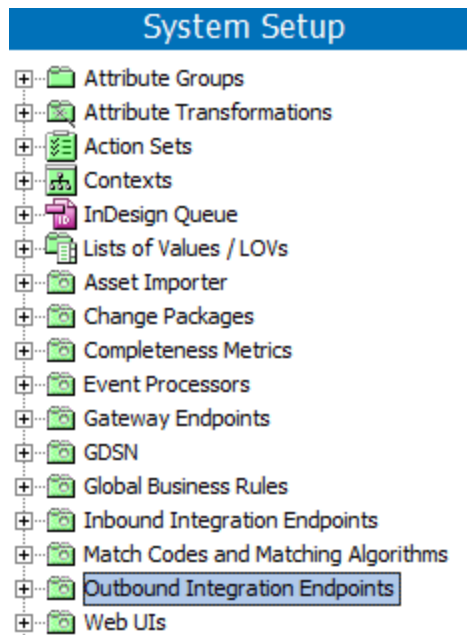 System Setup
Attribute Groups
Attribute Transformations
Action Sets
Contexts
InDesign Queue
Lists of Values / LOVs
Asset Importer
Change Packages
Completeness Metrics
Event Processors
Gateway Endpoints
GDSN
Global Business Rules
Inbound Integration Endpoints
Match Codes and Matching Algorithms
Outbound Integration Endpoints
Web UIs